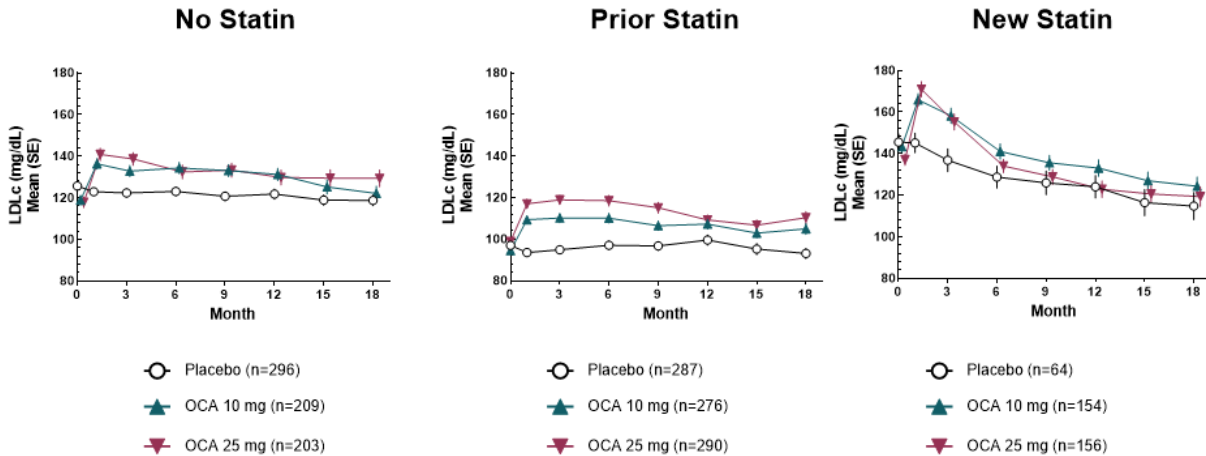 No Statin
Prior Statin
New Statin
LDLc (mg/dL)
Mean (SE)
180
160
140
120
100
80
0 3 6 9 12 15 18
Month
LDLc (mg/dL)
Mean (SE)
180
160
140
120
100
80
0 3 6 9 12 15 18
Month
LDLc (mg/dL)
Mean (SE)
180
160
140
120
100
80
0 3 6 9 12 15 18
Month
Placebo (n=296)
OCA 10 mg (n=209)
OCA 25 mg (n=203)
Placebo (n=287)
OCA 10 mg (n=276)
OCA 25 mg (n=290)
Placebo (n=64)
OCA 10 mg (n=154)
OCA 25 mg (n=156)